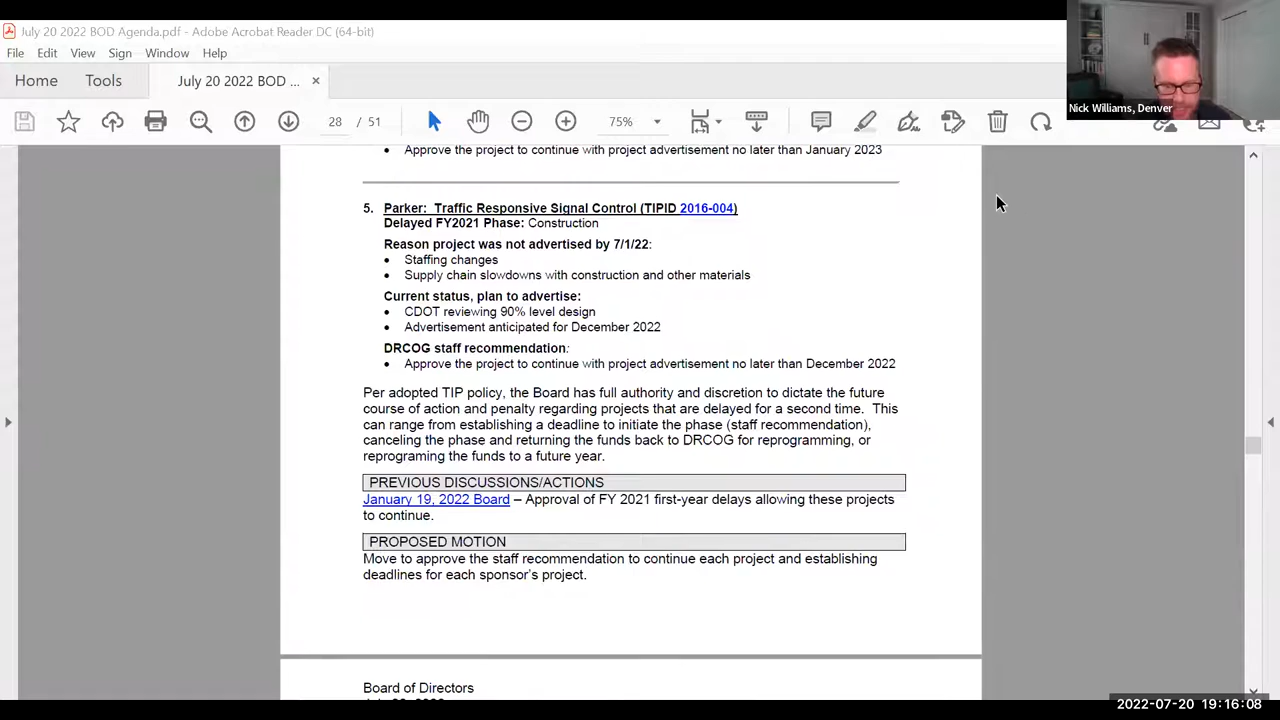 July 20 2022 BOD Agenda.pdf - Adobe Acrobat Reader DC (64-bit)
File Edit View Sign Window Help
Home Tools July 20 2022 BOD ... ×
28 / 75%
Nick Williams, Denver
• Approve the project to continue with project advertisement no later than January 2023
5. Parker: Traffic Responsive Signal Control (TIPID 2016-004)
Delayed FY2021 Phase: Construction
Reason project was not advertised by 7/1/22:
• Staffing changes
• Supply chain slowdowns with construction and other materials
Current status, plan to advertise:
• CDOT reviewing 90% level design
• Advertisement anticipated for December 2022
DRCOG staff recommendation:
• Approve the project to continue with project advertisement no later than December 2022
Per adopted TIP policy, the Board has full authority and discretion to dictate the future
course of action and penalty regarding projects that are delayed for a second time. This
can range from establishing a deadline to initiate the phase (staff recommendation),
canceling the phase and returning the funds back to DRCOG for reprogramming, or
reprograming the funds to a future year.
PREVIOUS DISCUSSIONS/ACTIONS
January 19, 2022 Board – Approval of FY 2021 first-year delays allowing these projects
to continue.
PROPOSED MOTION
Move to approve the staff recommendation to continue each project and establishing
deadlines for each sponsor's project.
Board of Directors
2022-07-20 19:16:08